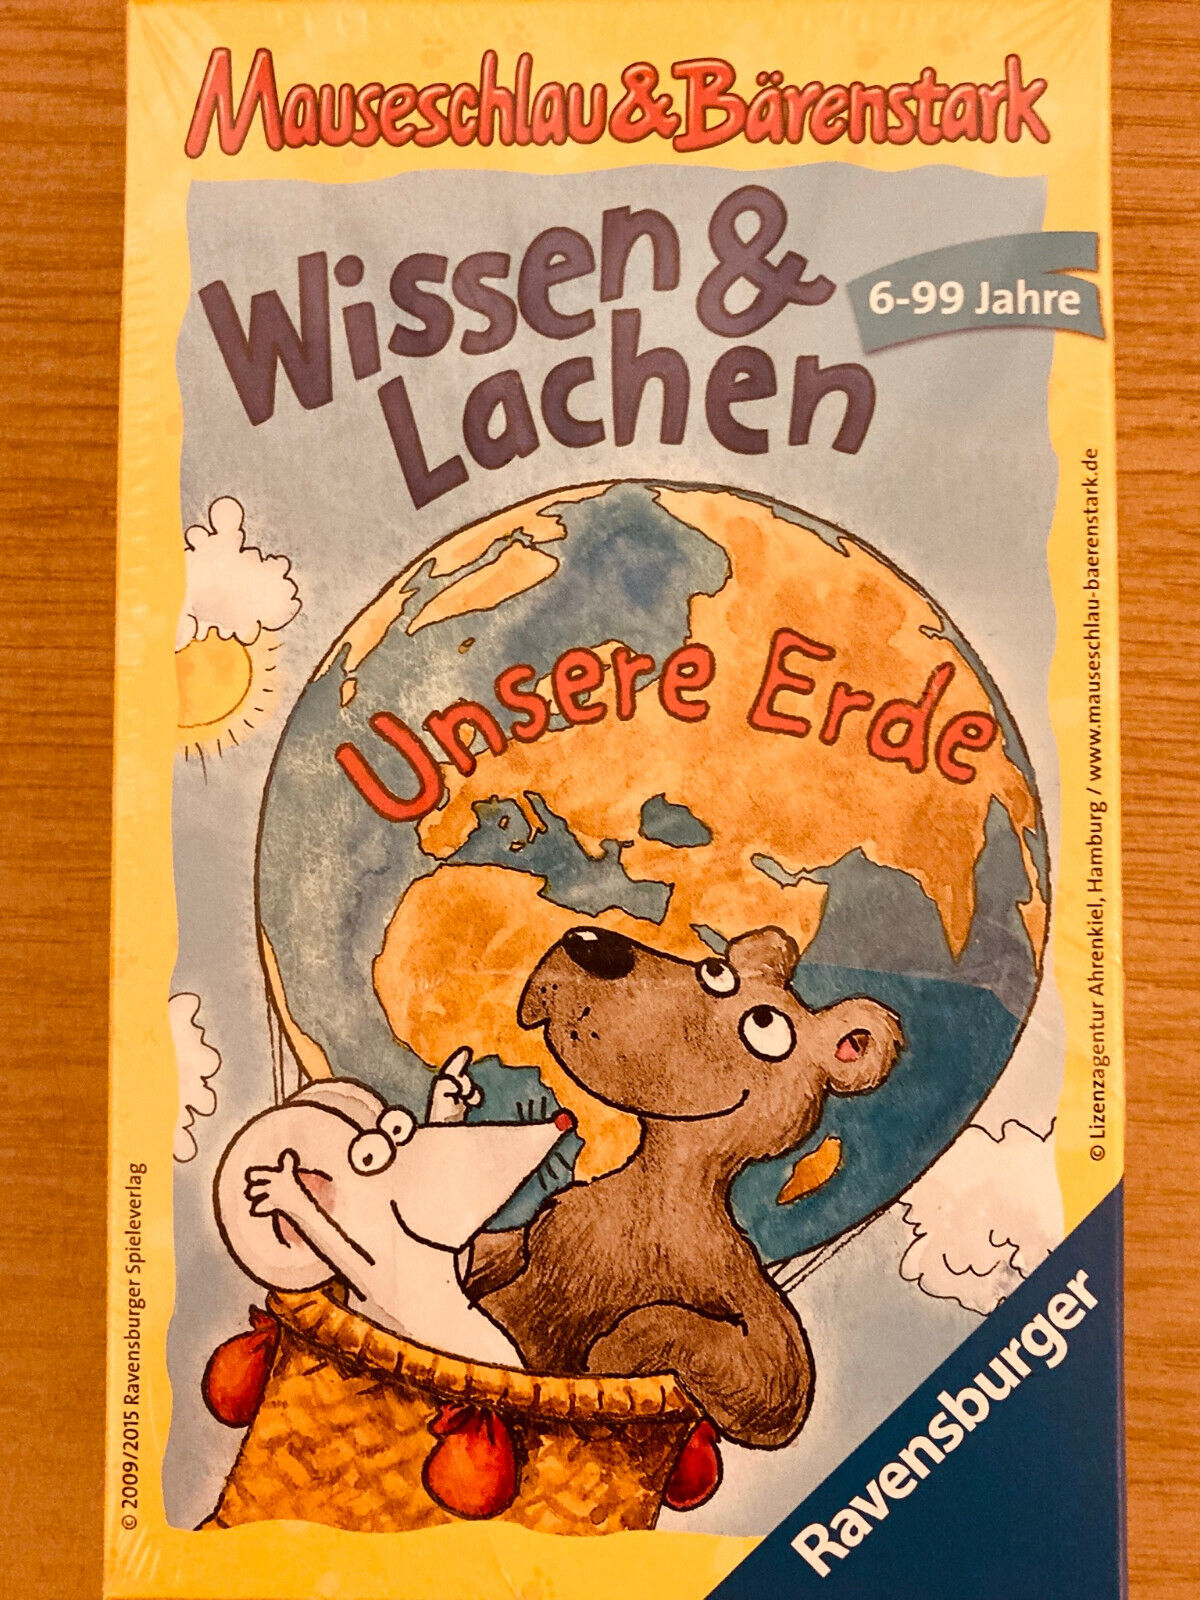 Mauseschlau & Bärenstark
Wissen &
Lachen
6-99 Jahre
Unsere Erde
© Lizenzagentur Ahrenkiel, Hamburg / www.mauseschlau-baerenstark.de
© 2009/2015 Ravensburger Spieleverlag
Ravensburger